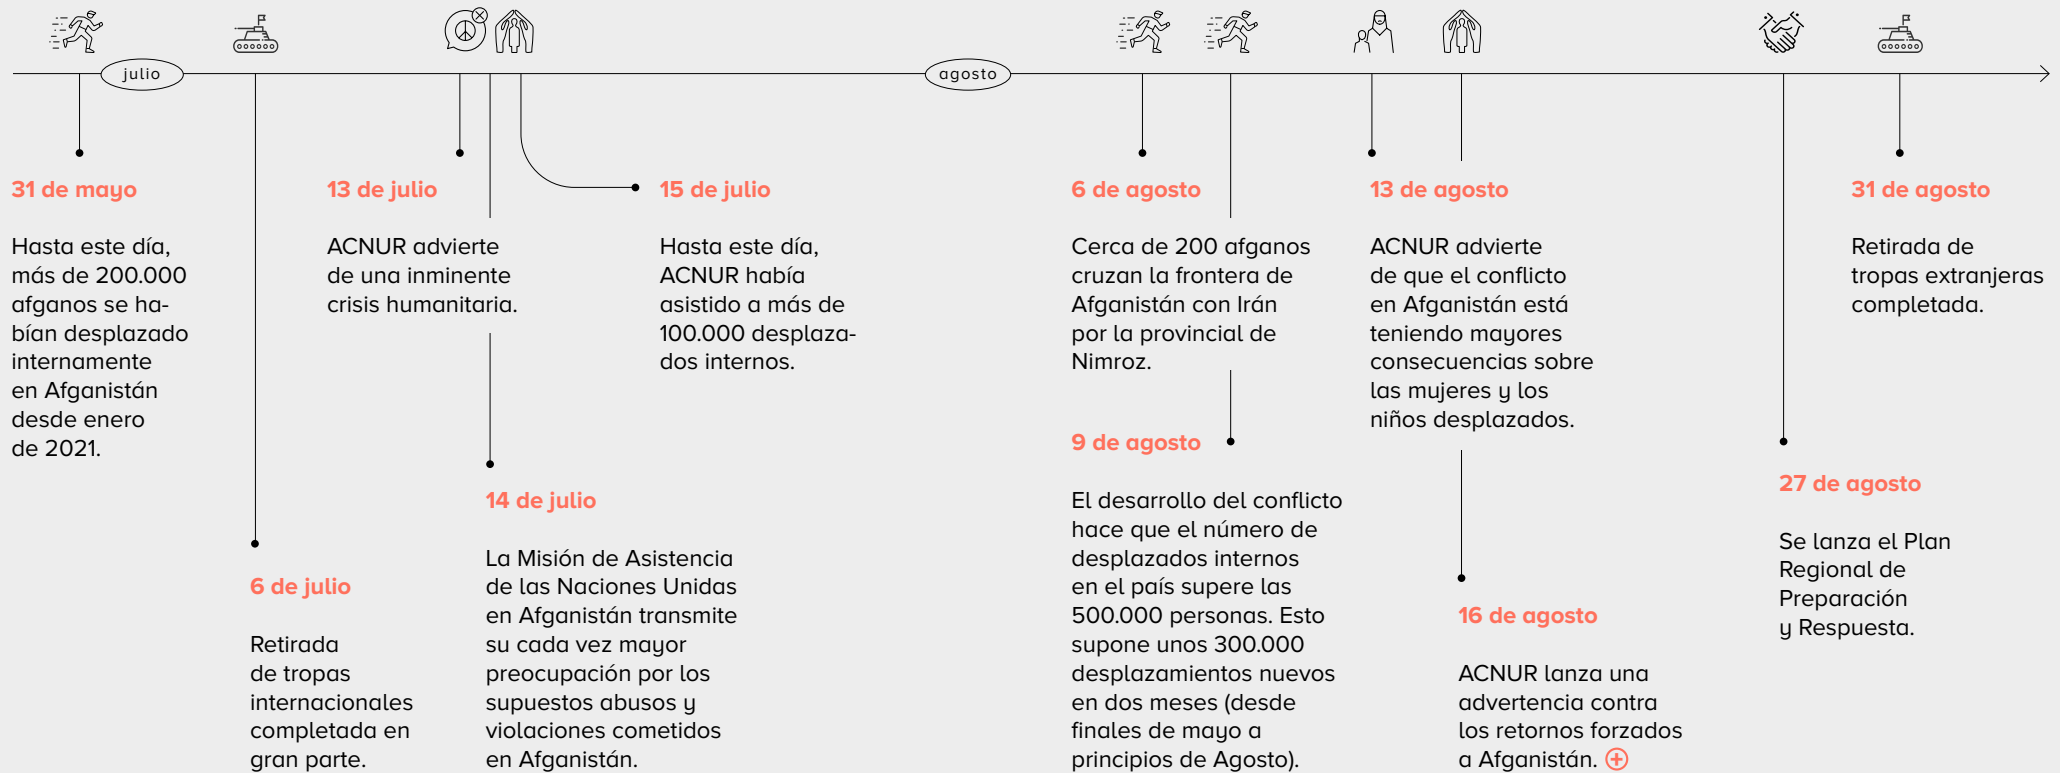 julio
agosto
31 de mayo
Hasta este día,
más de 200.000
afganos se ha-
bían desplazado
internamente
en Afganistán
desde enero
de 2021.
6 de julio
Retirada
de tropas
internacionales
completada en
gran parte.
13 de julio
ACNUR advierte
de una inminente
crisis humanitaria.
14 de julio
La Misión de Asistencia
de las Naciones Unidas
en Afganistán transmite
su cada vez mayor
preocupación por los
supuestos abusos y
violaciones cometidos
en Afganistán.
15 de julio
Hasta este día,
ACNUR había
asistido a más de
100.000 desplaza-
dos internos.
6 de agosto
Cerca de 200 afganos
cruzan la frontera de
Afganistán con Irán
por la provincial de
Nimroz.
9 de agosto
El desarrollo del conflicto
hace que el número de
desplazados internos
en el país supere las
500.000 personas. Esto
supone unos 300.000
desplazamientos nuevos
en dos meses (desde
finales de mayo a
principios de Agosto).
13 de agosto
ACNUR advierte
de que el conflicto
en Afganistán está
teniendo mayores
consecuencias sobre
las mujeres y los
niños desplazados.
16 de agosto
ACNUR lanza una
advertencia contra
los retornos forzados
a Afganistán.
27 de agosto
Se lanza el Plan
Regional de
Preparación
y Respuesta.
31 de agosto
Retirada de
tropas extranjeras
completada.